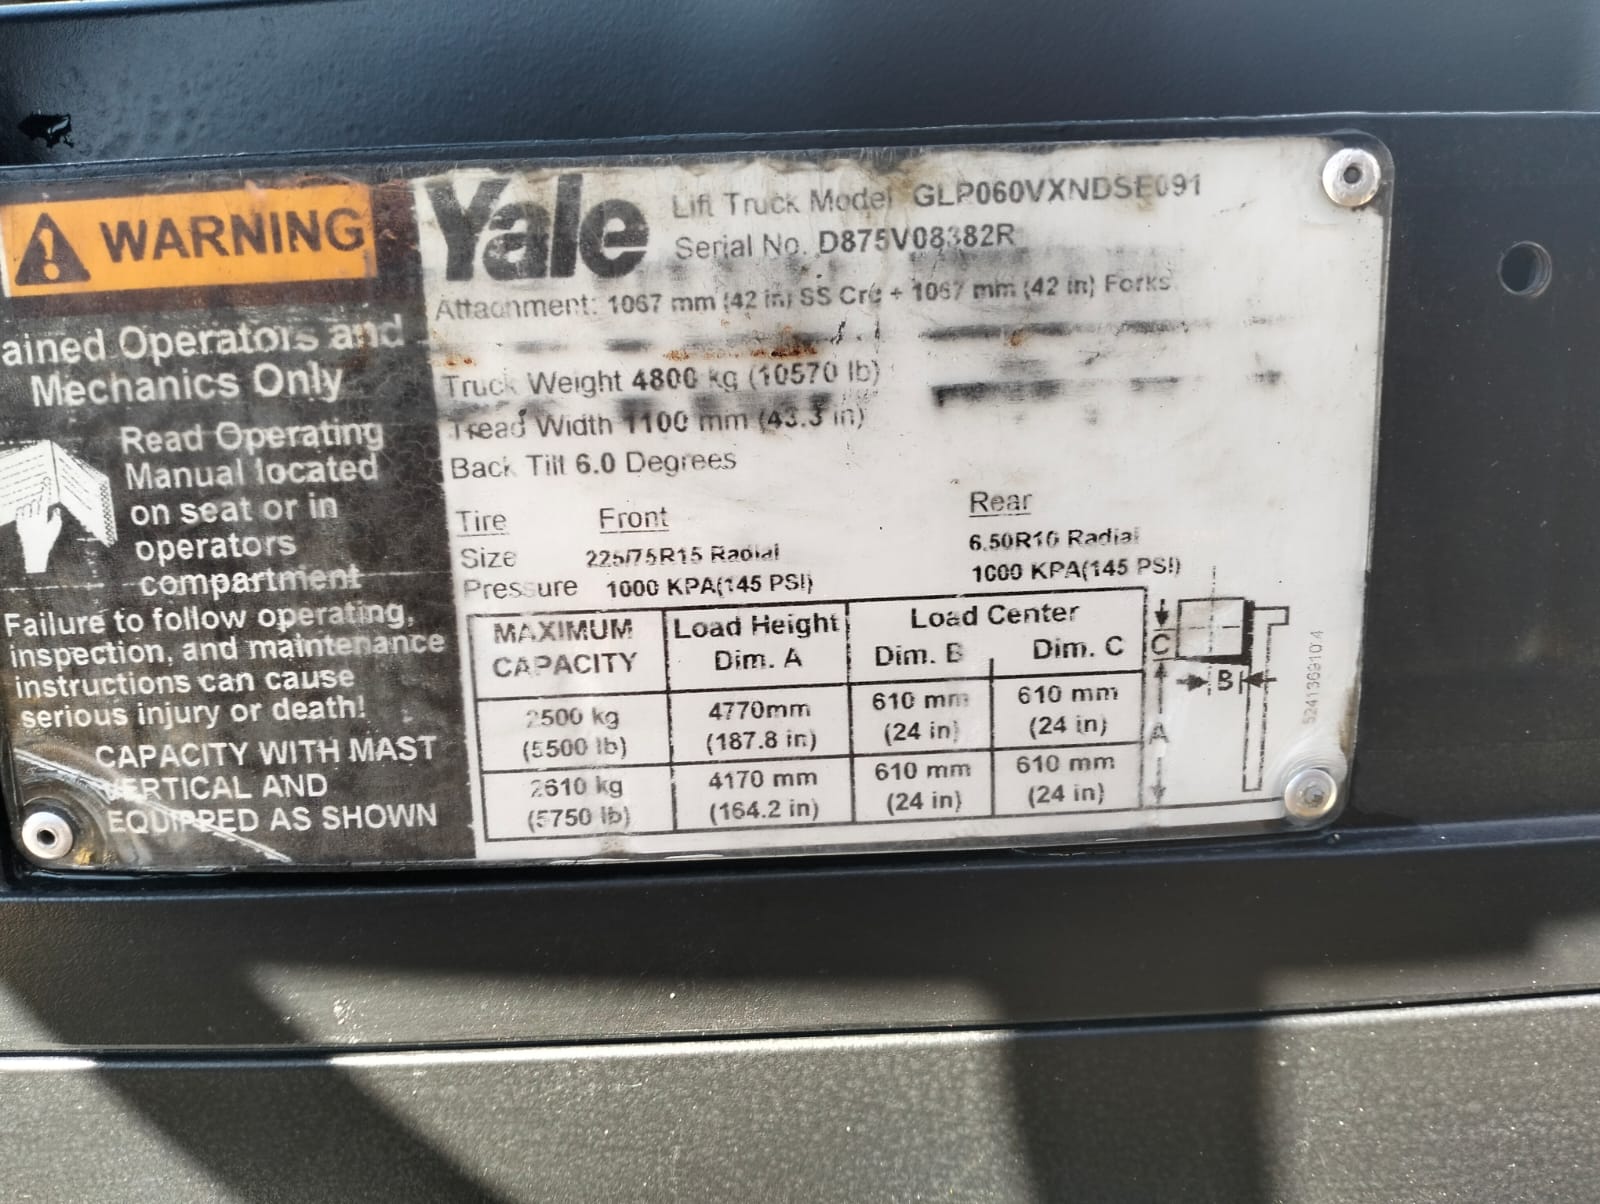 WARNING
ained Operators and
Mechanics Only
Read Operating
Manual located
on seat or in
operators
compartment
Failure to follow operating,
inspection, and maintenance
instructions can cause
serious injury or death!
CAPACITY WITH MAST
VERTICAL AND
EQUIPPED AS SHOWN
Yale
Lift Truck Model GLP060VXNDSE091
Serial No. D875V08382R
Attachment: 1067 mm (42 in) SS Crg + 1067 mm (42 in) Forks
Truck Weight 4800 kg (10570 lb)
Tread Width 1100 mm (43.3 in)
Back Tilt 6.0 Degrees
Tire Front Rear
Size 225/75R15 Radial 6.50R10 Radial
Pressure 1000 KPA(145 PSI) 1000 KPA(145 PSI)
MAXIMUM Load Height Load Center
CAPACITY Dim. A Dim. B Dim. C
2500 kg 4770mm 610 mm 610 mm
(5500 lb) (187.8 in) (24 in) (24 in)
2610 kg 4170 mm 610 mm 610 mm
(5750 lb) (164.2 in) (24 in) (24 in)
C
B
A
524136910.4